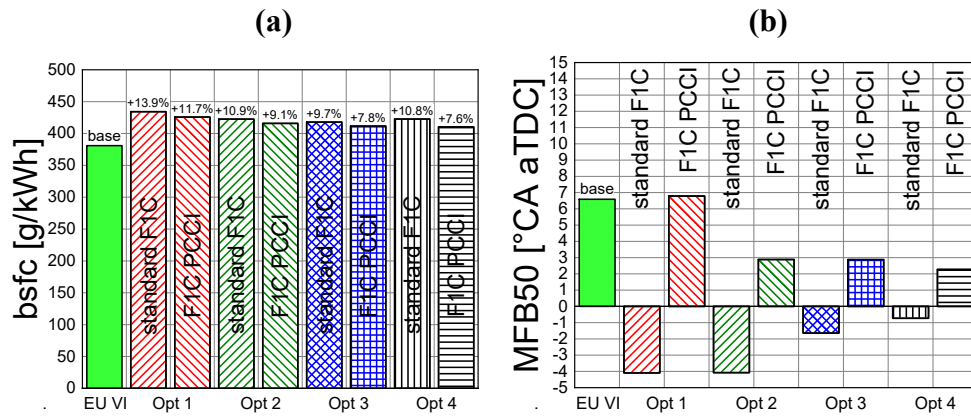 (a)
bsfc [g/kWh]
500
450
400
350
300
250
200
150
100
50
0
base
+13.9%
+11.7%
+10.9%
+9.1%
+9.7%
+7.8%
+10.8%
+7.6%
standard F1C
F1C PCCI
standard F1C
F1C PCCI
standard F1C
F1C PCCI
standard F1C
F1C PCCI
. EU VI Opt 1 Opt 2 Opt 3 Opt 4
(b)
MFB50 [°CA aTDC]
15
14
13
12
11
10
9
8
7
6
5
4
3
2
1
0
-1
-2
-3
-4
-5
base
standard F1C
F1C PCCI
standard F1C
F1C PCCI
standard F1C
F1C PCCI
standard F1C
F1C PCCI
. EU VI Opt 1 Opt 2 Opt 3 Opt 4